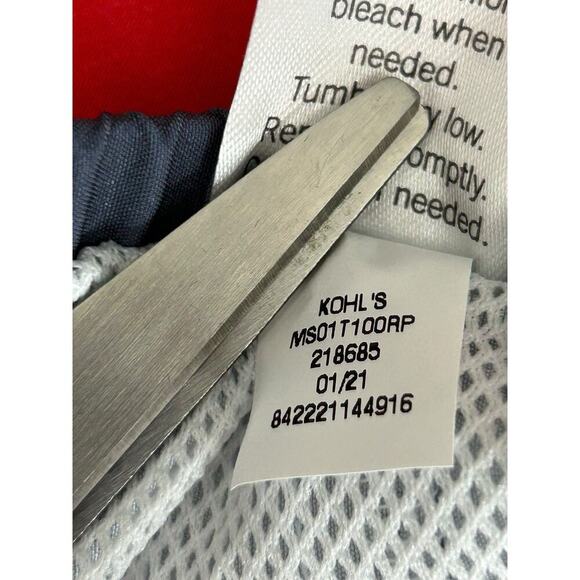 bleach when
needed.
low.
needed.
KOHL'S
MS01T100RP
218685
01/21
842221144916